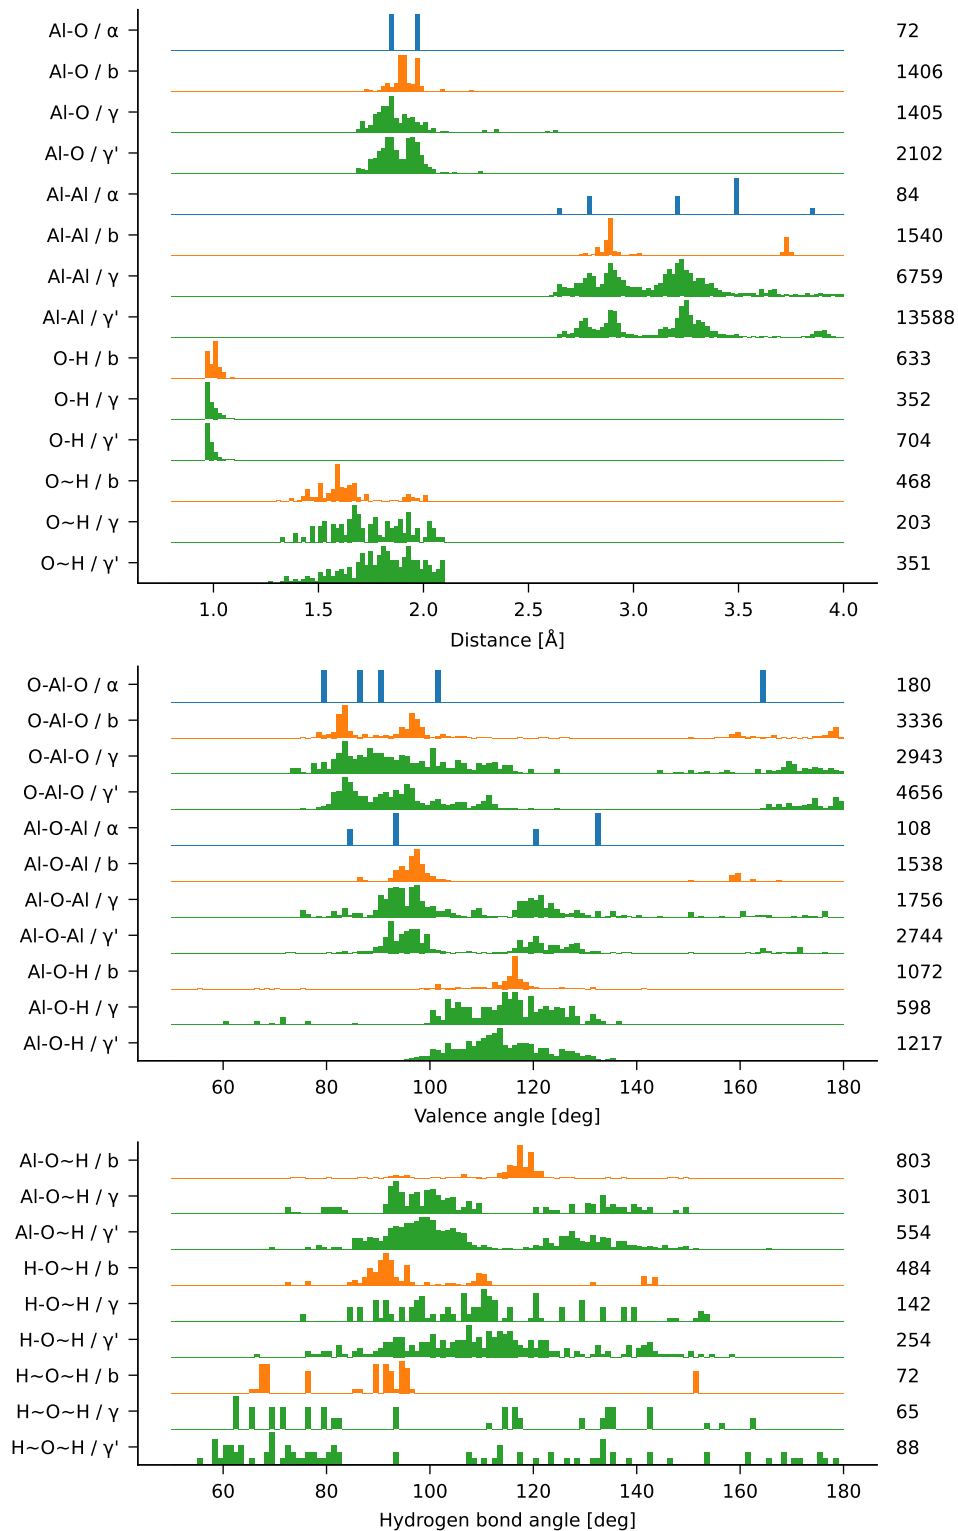 Al-O / α 72
Al-O / b 1406
Al-O / γ 1405
Al-O / γ' 2102
Al-Al / α 84
Al-Al / b 1540
Al-Al / γ 6759
Al-Al / γ' 13588
O-H / b 633
O-H / γ 352
O-H / γ' 704
O~H / b 468
O~H / γ 203
O~H / γ' 351
1.0 1.5 2.0 2.5 3.0 3.5 4.0
Distance [Å]
O-Al-O / α 180
O-Al-O / b 3336
O-Al-O / γ 2943
O-Al-O / γ' 4656
Al-O-Al / α 108
Al-O-Al / b 1538
Al-O-Al / γ 1756
Al-O-Al / γ' 2744
Al-O-H / b 1072
Al-O-H / γ 598
Al-O-H / γ' 1217
60 80 100 120 140 160 180
Valence angle [deg]
Al-O~H / b 803
Al-O~H / γ 301
Al-O~H / γ' 554
H-O~H / b 484
H-O~H / γ 142
H-O~H / γ' 254
H~O~H / b 72
H~O~H / γ 65
H~O~H / γ' 88
60 80 100 120 140 160 180
Hydrogen bond angle [deg]